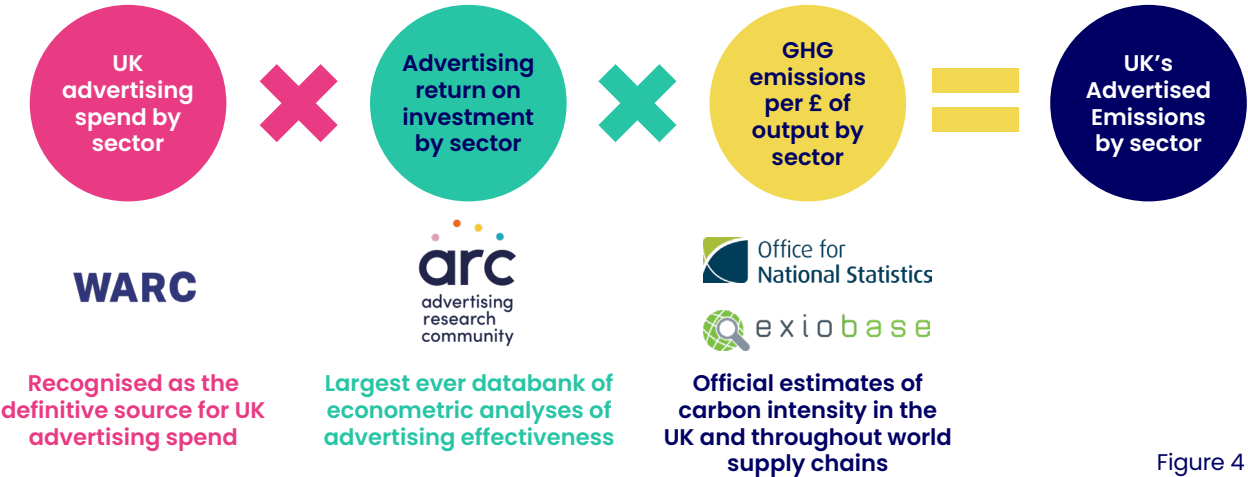 UK
advertising
spend by
sector
Advertising
return on
investment
by sector
GHG
emissions
per £ of
output by
sector
UK's
Advertised
Emissions
by sector
WARC
arc
advertising
research
community
Office for
National Statistics
exiobase
Recognised as the
definitive source for UK
advertising spend
Largest ever databank of
econometric analyses of
advertising effectiveness
Official estimates of
carbon intensity in the
UK and throughout world
supply chains
Figure 4